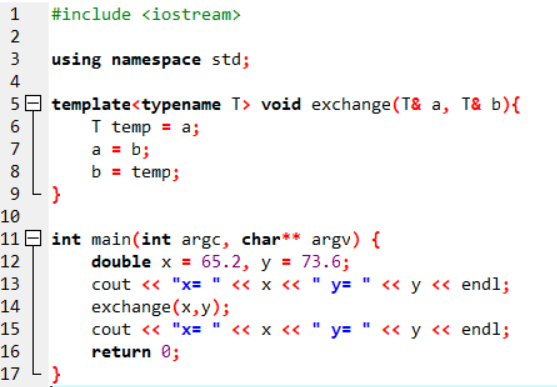 1 #include <iostream>
2
3 using namespace std;
4
5 template<typename T> void exchange(T& a, T& b){
6 T temp = a;
7 a = b;
8 b = temp;
9 }
10
11 int main(int argc, char** argv) {
12 double x = 65.2, y = 73.6;
13 cout << "x= " << x << " y= " << y << endl;
14 exchange(x,y);
15 cout << "x= " << x << " y= " << y << endl;
16 return 0;
17 }